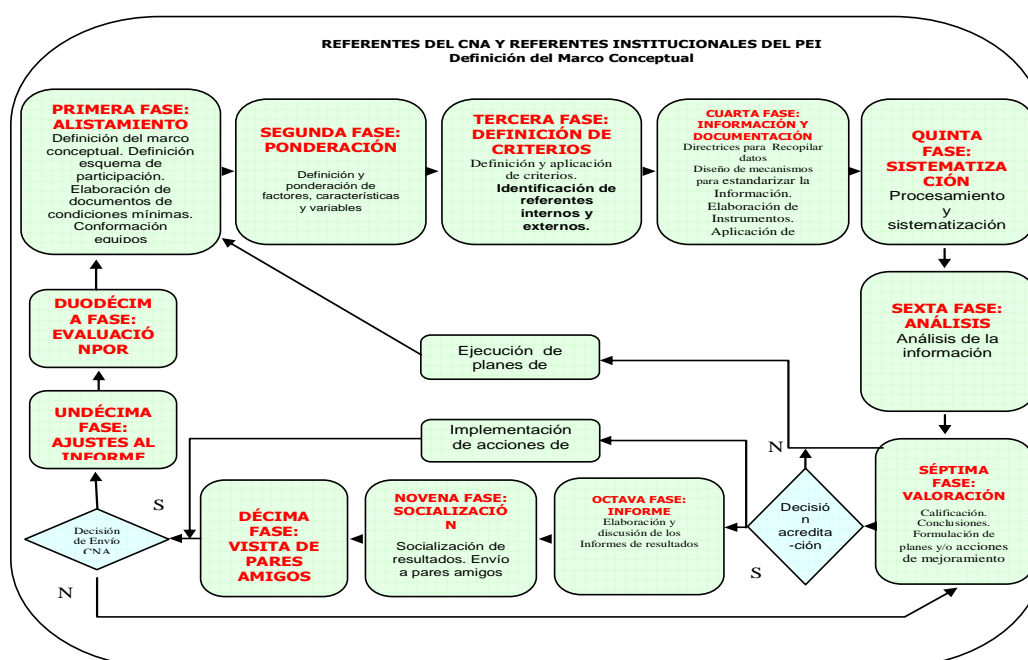 REFERENTES DEL CNA Y REFERENTES INSTITUCIONALES DEL PEI
Definición del Marco Conceptual
PRIMERA FASE:
ALISTAMIENTO
Definición del marco
conceptual. Definición
esquema de
participación.
Elaboración de
documentos de
condiciones mínimas.
Conformación
equipos
SEGUNDA FASE:
PONDERACIÓN
Definición y
ponderación de
factores, características
y variables
TERCERA FASE:
DEFINICIÓN DE
CRITERIOS
Definición y aplicación
de criterios.
Identificación de
referentes
internos y
externos.
CUARTA FASE:
INFORMACIÓN Y
DOCUMENTACIÓN
Directrices para Recopilar
datos
Diseño de mecanismos
para estandarizar la
Información.
Elaboración de
Instrumentos.
Aplicación de
QUINTA
FASE:
SISTEMATIZA
CIÓN
Procesamiento
y
sistematización
SEXTA FASE:
ANÁLISIS
Análisis de la
información
SÉPTIMA
FASE:
VALORACIÓN
Calificación.
Conclusiones.
Formulación de
planes y/o acciones
de mejoramiento
Decisió
n
acredita
-ción
N
S
Ejecución de
planes de
Implementación
de acciones de
OCTAVA FASE:
INFORME
Elaboración y
discusión de los
Informes de resultados
NOVENA FASE:
SOCIALIZACIÓ
N
Socialización de
resultados. Envío
a pares amigos
DÉCIMA
FASE:
VISITA DE
PARES
AMIGOS
Decisión
de Envío
CNA
S
N
UNDÉCIMA
FASE:
AJUSTES AL
INFORME
DUODÉCIM
A FASE:
EVALUACIÓ
NPOR